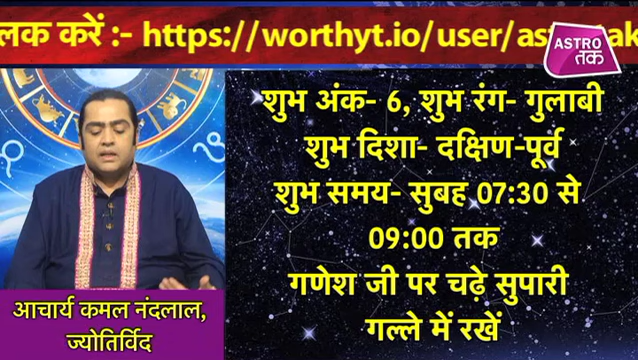 लक करें :- https://worthyt.io/user/as
ASTRO
तक
शुभ अंक- 6, शुभ रंग- गुलाबी
शुभ दिशा- दक्षिण-पूर्व
शुभ समय- सुबह 07:30 से
09:00 तक
गणेश जी पर चढ़े सुपारी
गल्ले में रखें
आचार्य कमल नंदलाल,
ज्योतिर्विद